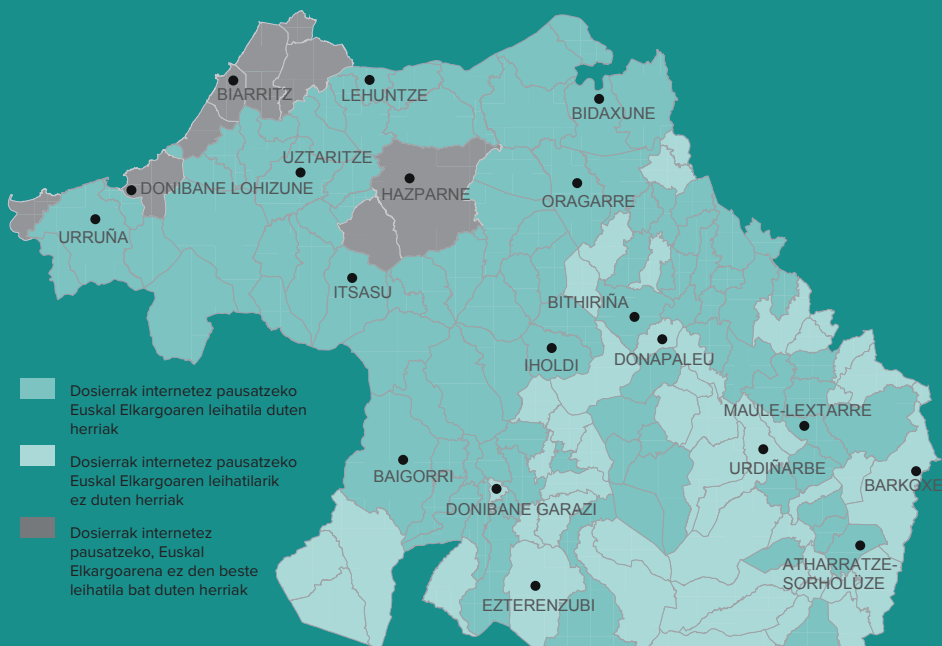 BIARRITZ
LEHUNTZE
BIDAXUNE
UZTARITZE
DONIBANE LOHIZUNE
HAZPARNE
ORAGARRE
URRUÑA
ITSASU
BITHIRIÑA
IHOLDI
DONAPALEU
Dosierrak internetez pausatzeko
Euskal Elkargoaren leihatila duten
herriak
Dosierrak internetez pausatzeko
Euskal Elkargoaren leihatilarik
ez duten herriak
Dosierrak internetez
pausatzeko, Euskal
Elkargoarena ez den beste
leihatila bat duten herriak
MAULE-LEXTARRE
BAIGORRI
URDIÑARBE
BARKOXE
DONIBANE GARAZI
ATHARRATZE-
SORHOLÜZE
EZTERENZUBI